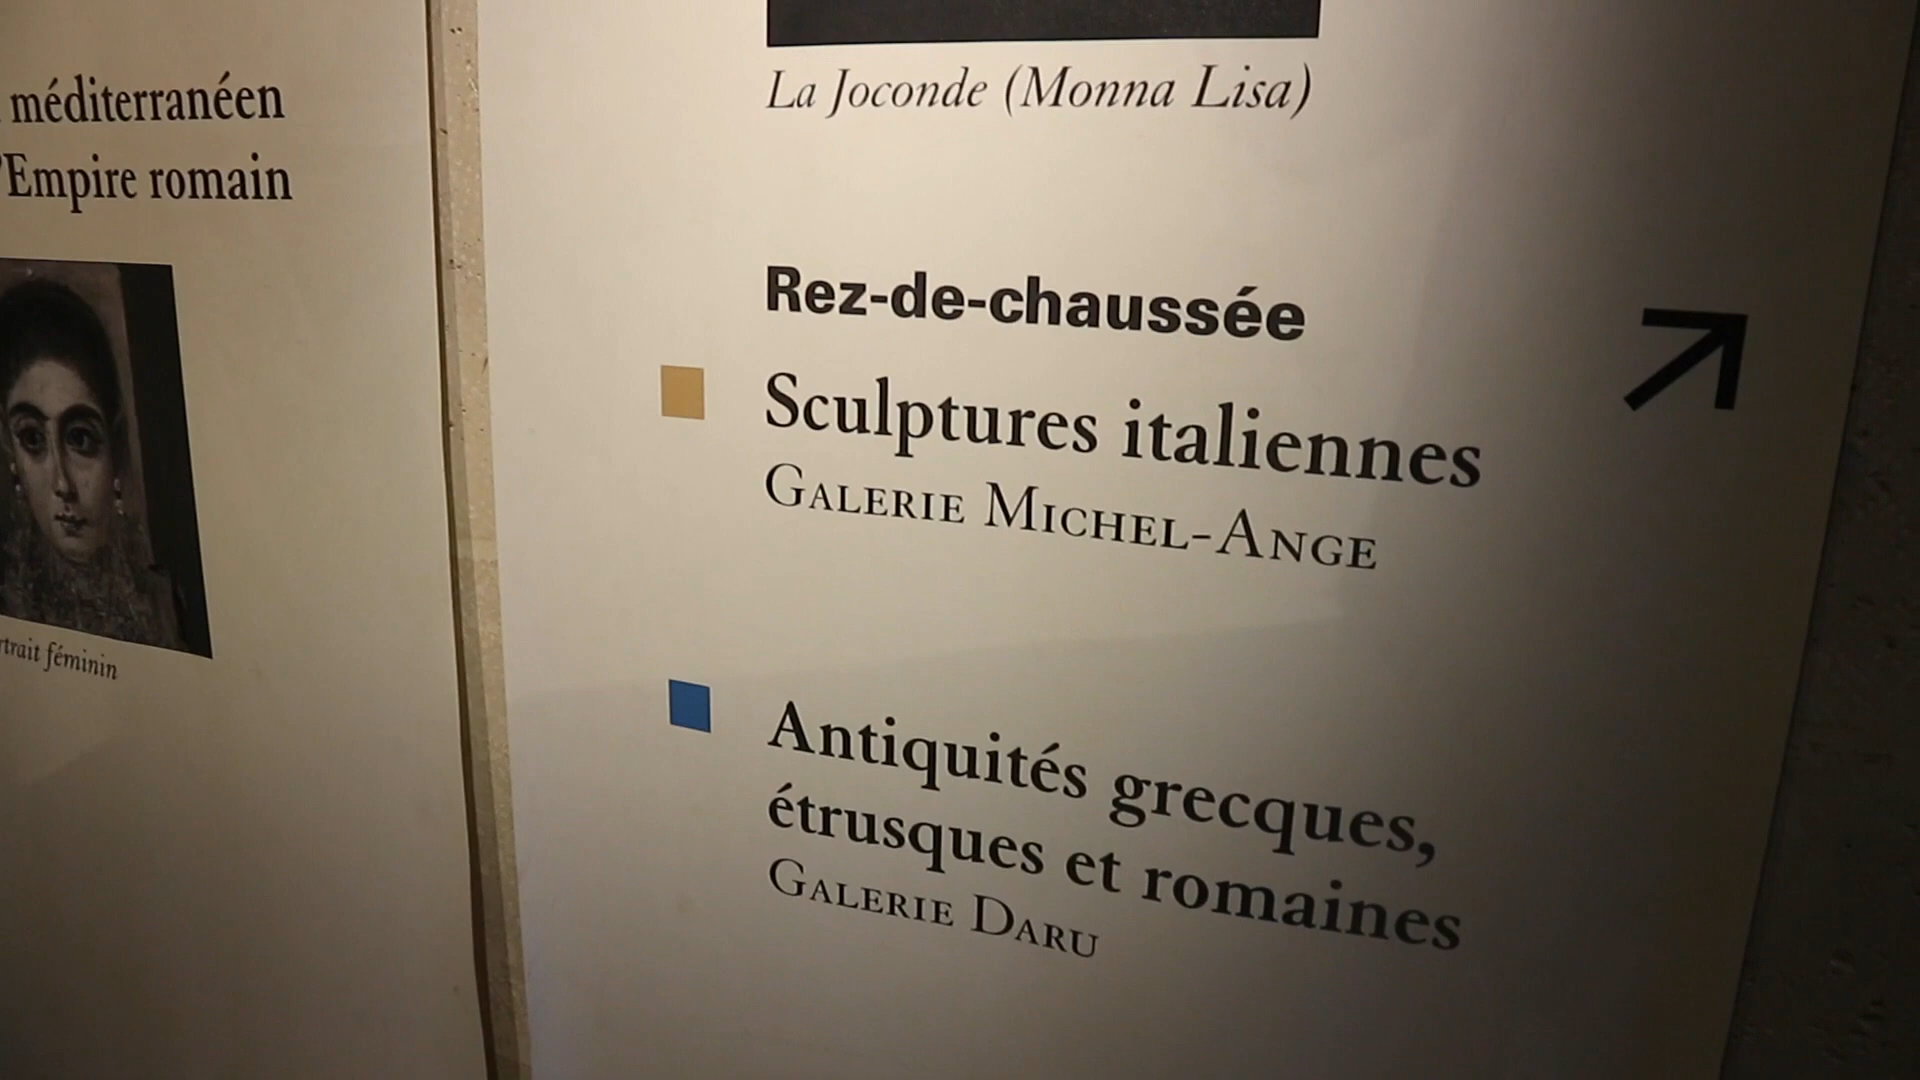 méditerranéen
l'Empire romain
trait féminin
La Joconde (Monna Lisa)
Rez-de-chaussée
Sculptures italiennes
GALERIE MICHEL-ANGE
Antiquités grecques,
étrusques et romaines
GALERIE DARU